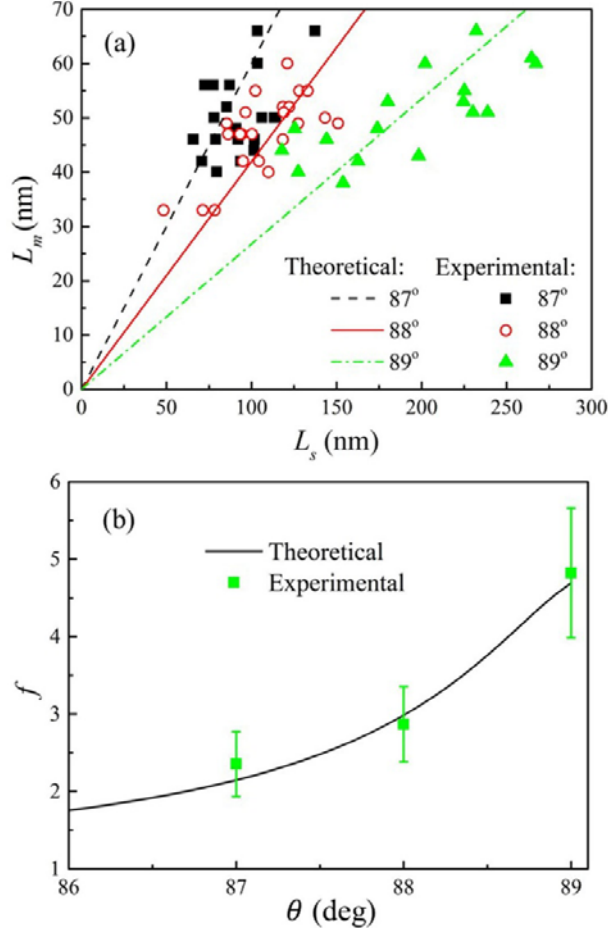 70
(a)
60
50
40
30
20
10
0
L_m (nm)
Theoretical: Experimental:
87° 87°
88° 88°
89° 89°
0 50 100 150 200 250 300
L_s (nm)
6
(b)
5
4
3
2
1
f
Theoretical
Experimental
86 87 88 89
θ (deg)